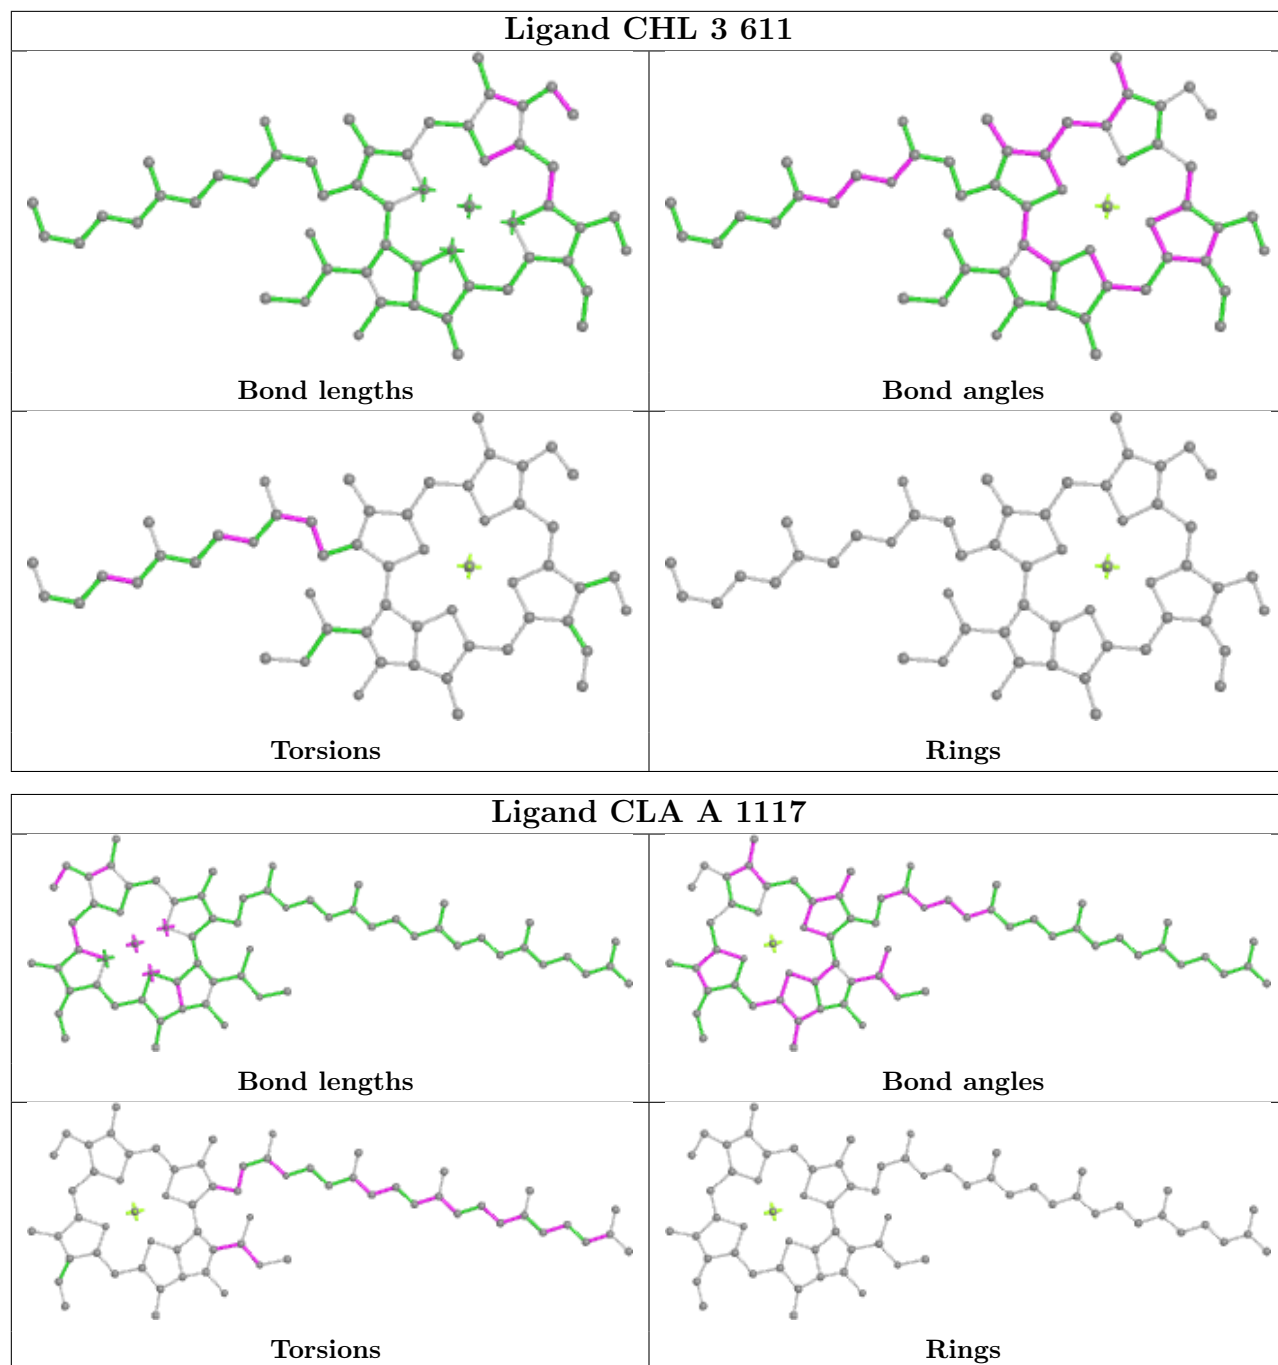 Ligand CHL 3 611
Bond lengths
Bond angles
Torsions
Rings
Ligand CLA A 1117
Bond lengths
Bond angles
Torsions
Rings